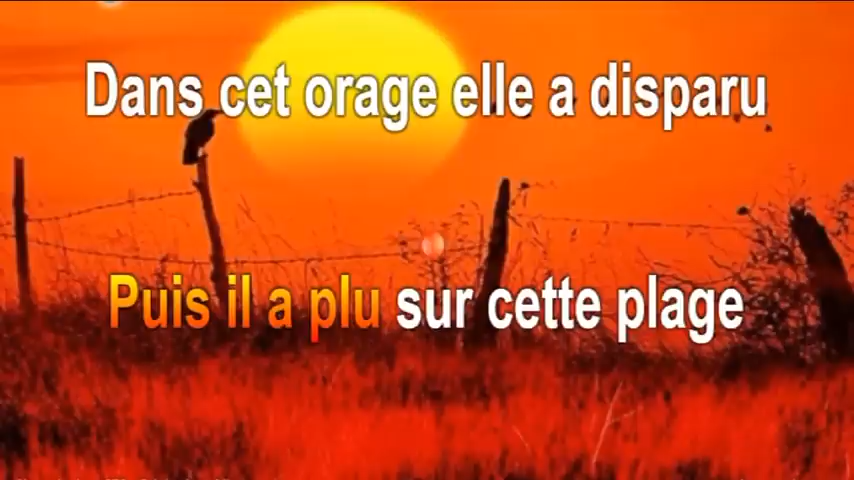 Dans cet orage elle a disparu
Puis il a plu sur cette plage